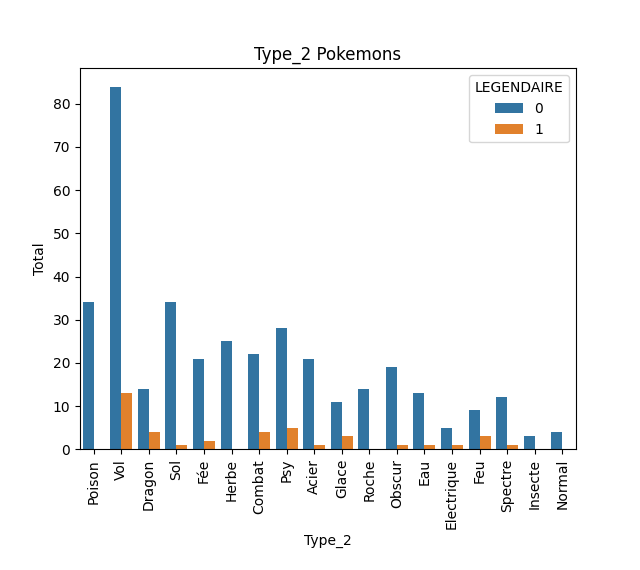 Type_2 Pokemons
LEGENDAIRE
0
1
Total
80
70
60
50
40
30
20
10
0
Poison
Vol
Dragon
Sol
Fée
Herbe
Combat
Psy
Acier
Glace
Roche
Obscur
Eau
Electrique
Feu
Spectre
Insecte
Normal
Type_2